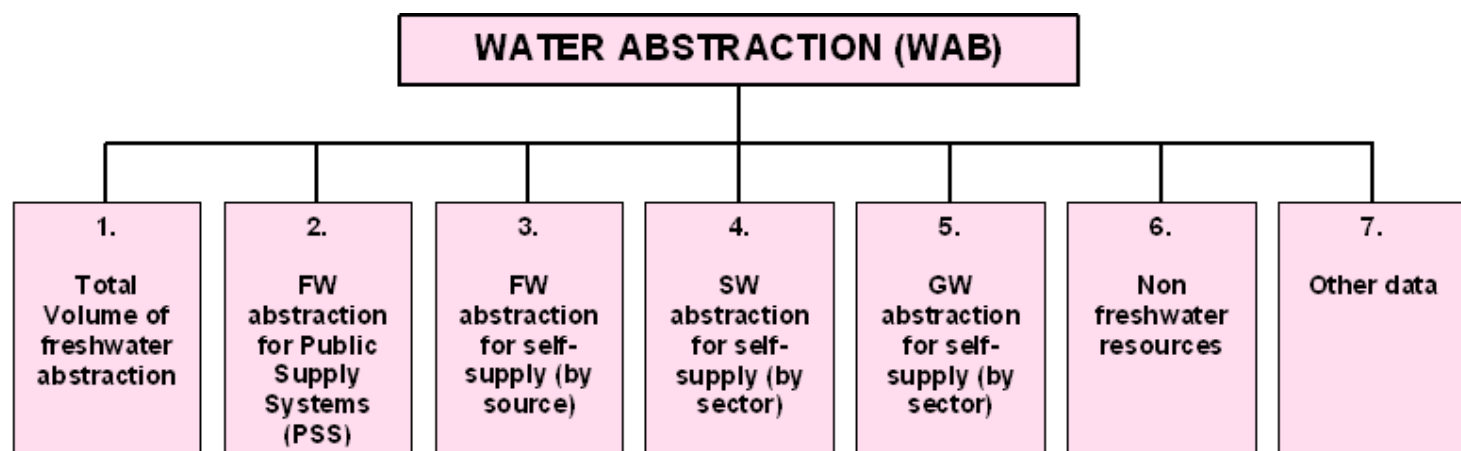 WATER ABSTRACTION (WAB)
1.
Total
Volume of
freshwater
abstraction
2.
FW
abstraction
for Public
Supply
Systems
(PSS)
3.
FW
abstraction
for self-
supply (by
source)
4.
SW
abstraction
for self-
supply (by
sector)
5.
GW
abstraction
for self-
supply (by
sector)
6.
Non
freshwater
resources
7.
Other data